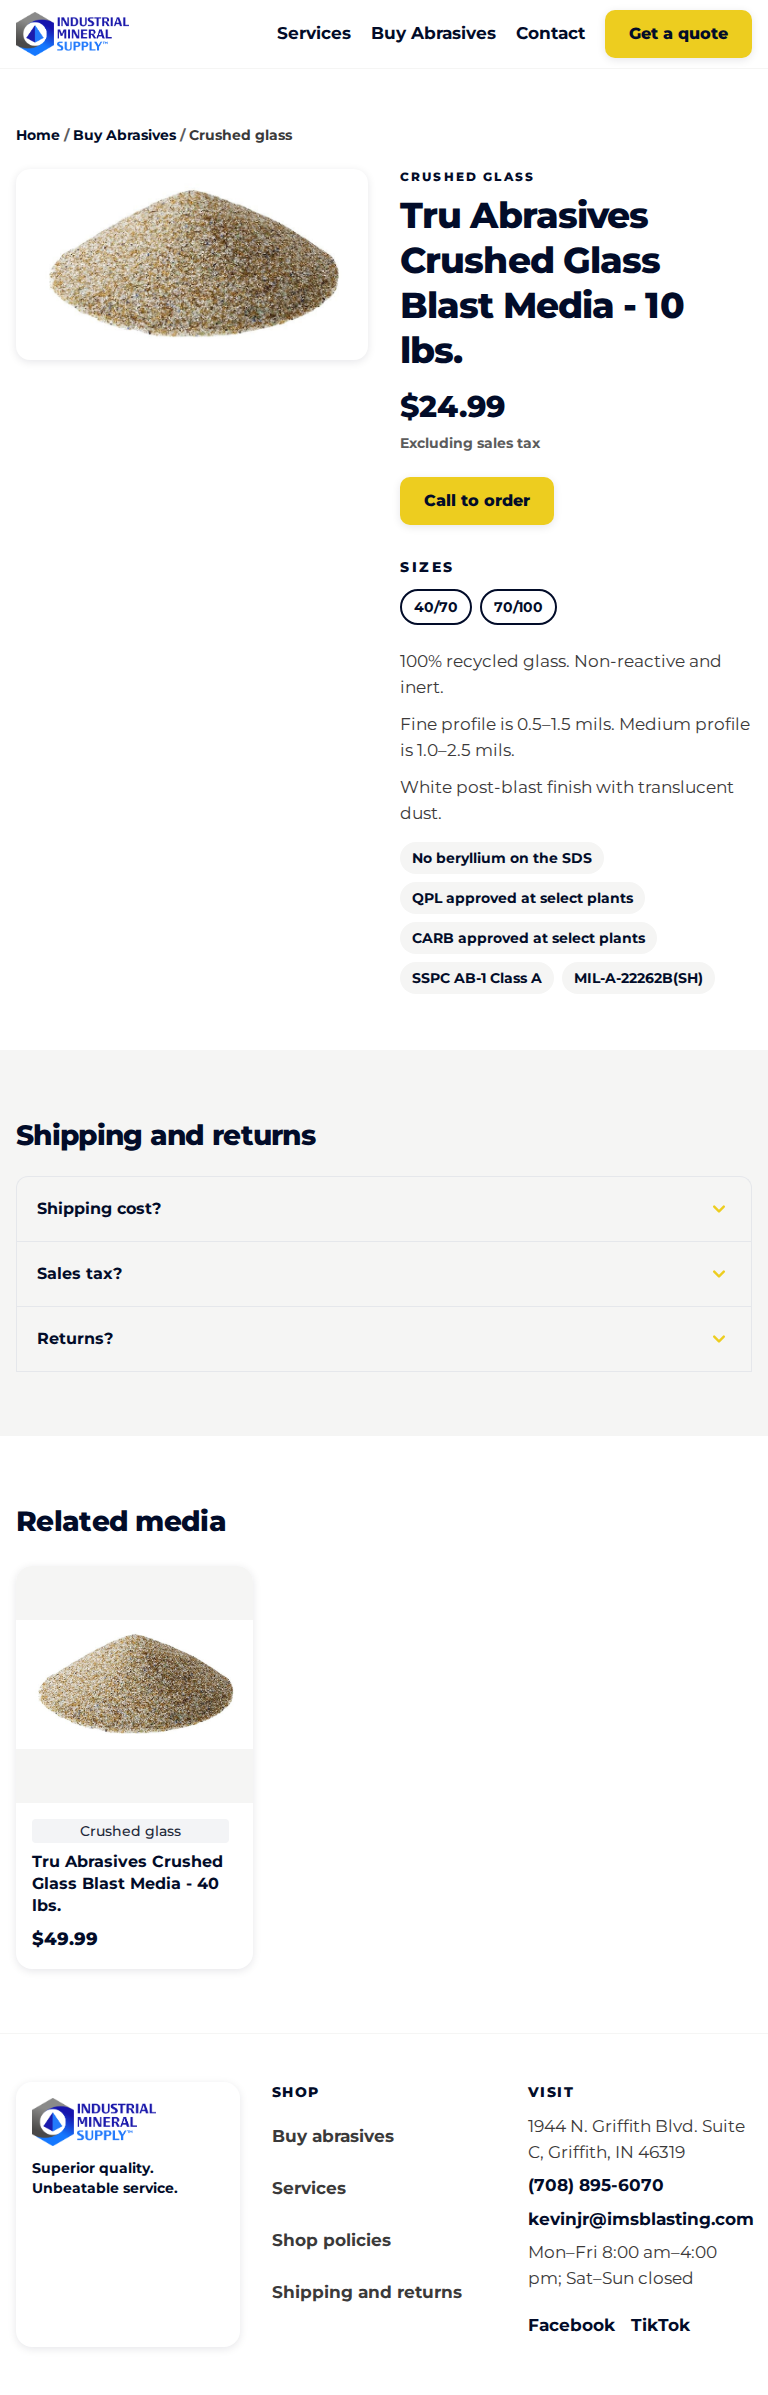 INDUSTRIAL
MINERAL
SUPPLY™
Services
Buy Abrasives
Contact
Get a quote
Home / Buy Abrasives / Crushed glass
CRUSHED GLASS
Tru Abrasives
Crushed Glass
Blast Media - 10
lbs.
$24.99
Excluding sales tax
Call to order
SIZES
40/70
70/100
100% recycled glass. Non-reactive and
inert.
Fine profile is 0.5–1.5 mils. Medium profile
is 1.0–2.5 mils.
White post-blast finish with translucent
dust.
No beryllium on the SDS
QPL approved at select plants
CARB approved at select plants
SSPC AB-1 Class A
MIL-A-22262B(SH)
Shipping and returns
Shipping cost?
Sales tax?
Returns?
Related media
Crushed glass
Tru Abrasives Crushed
Glass Blast Media - 40
lbs.
$49.99
INDUSTRIAL
MINERAL
SUPPLY™
Superior quality.
Unbeatable service.
SHOP
Buy abrasives
Services
Shop policies
Shipping and returns
VISIT
1944 N. Griffith Blvd. Suite
C, Griffith, IN 46319
(708) 895-6070
kevinjr@imsblasting.com
Mon–Fri 8:00 am–4:00
pm; Sat–Sun closed
Facebook
TikTok